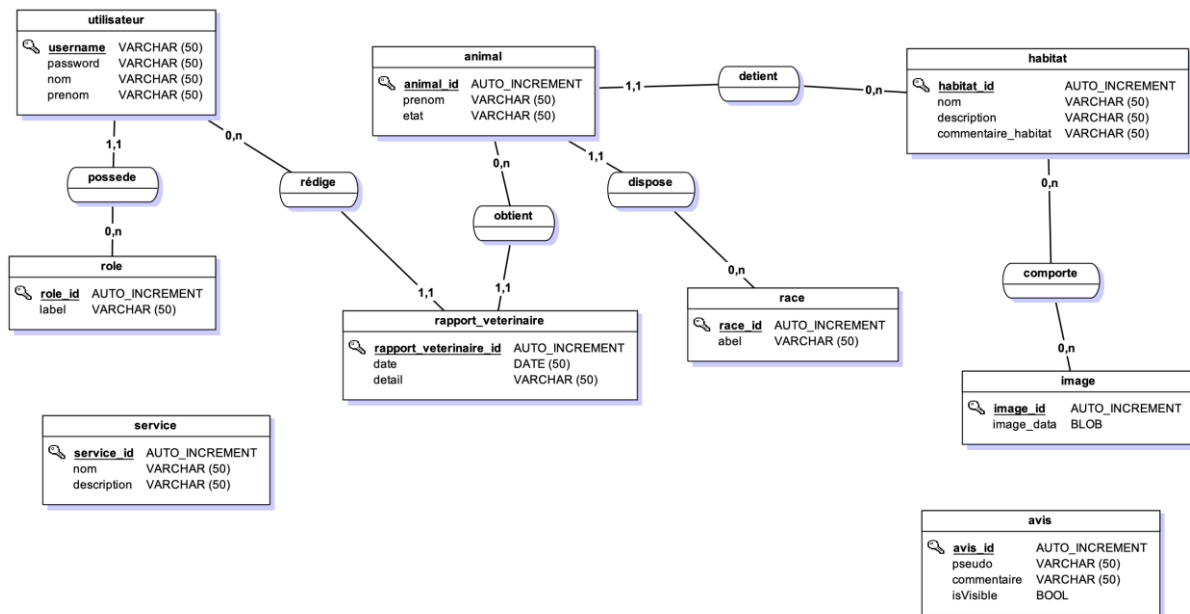 utilisateur
username VARCHAR (50)
password VARCHAR (50)
nom VARCHAR (50)
prenom VARCHAR (50)
1,1
possede
0,n
role
role_id AUTO_INCREMENT
label VARCHAR (50)
0,n
rédige
1,1
animal
animal_id AUTO_INCREMENT
prenom VARCHAR (50)
etat VARCHAR (50)
0,n
obtient
1,1
rapport_veterinaire
rapport_veterinaire_id AUTO_INCREMENT
date DATE (50)
detail VARCHAR (50)
1,1
dispose
0,n
race
race_id AUTO_INCREMENT
abel VARCHAR (50)
1,1
detient
0,n
habitat
habitat_id AUTO_INCREMENT
nom VARCHAR (50)
description VARCHAR (50)
commentaire_habitat VARCHAR (50)
0,n
comporte
0,n
image
image_id AUTO_INCREMENT
image_data BLOB
service
service_id AUTO_INCREMENT
nom VARCHAR (50)
description VARCHAR (50)
avis
avis_id AUTO_INCREMENT
pseudo VARCHAR (50)
commentaire VARCHAR (50)
isVisible BOOL